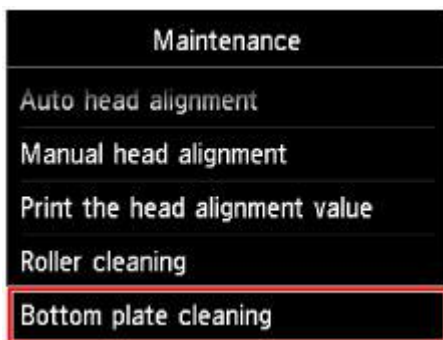 Maintenance
Auto head alignment
Manual head alignment
Print the head alignment value
Roller cleaning
Bottom plate cleaning